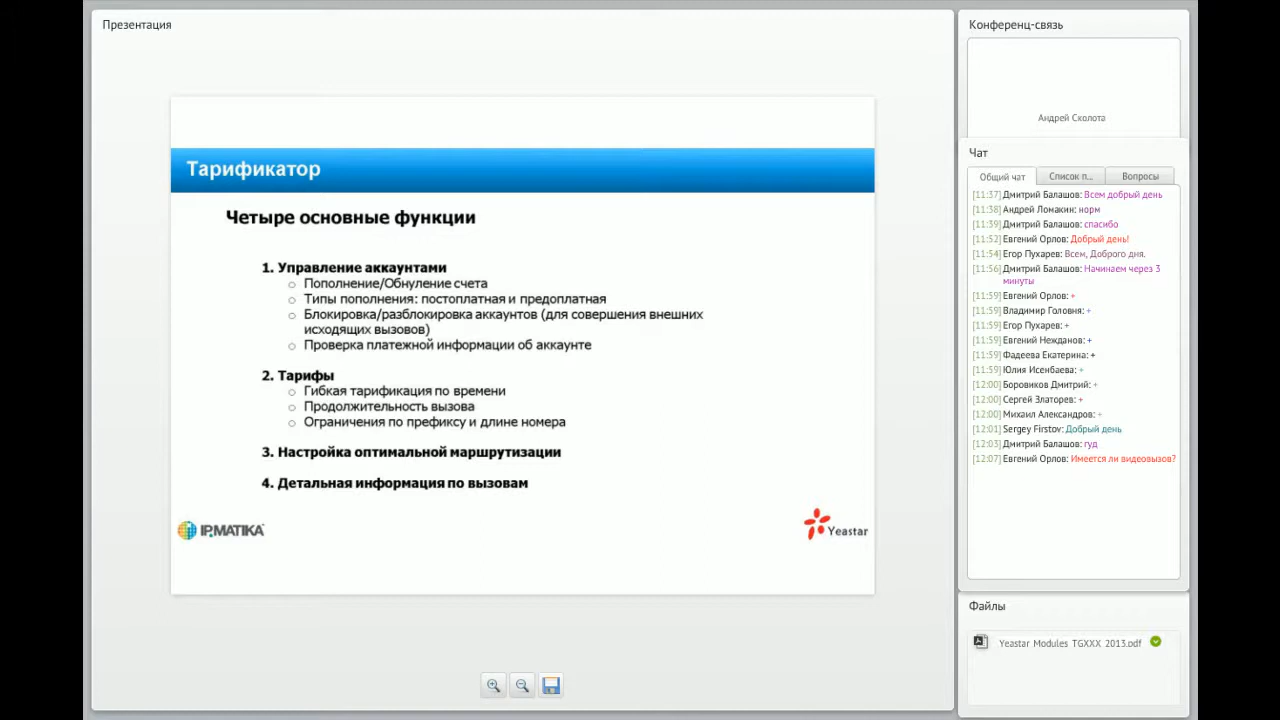 Презентация
Тарификатор
Четыре основные функции
1. Управление аккаунтами
Пополнение/Обнуление счета
Типы пополнения: постоплатная и предоплатная
Блокировка/разблокировка аккаунтов (для совершения внешних
исходящих вызовов)
Проверка платежной информации об аккаунте
2. Тарифы
Гибкая тарификация по времени
Продолжительность вызова
Ограничения по префиксу и длине номера
3. Настройка оптимальной маршрутизации
4. Детальная информация по вызовам
IPMATIKA
Yeastar
Конференц-связь
Андрей Сколота
Чат
Общий чат
Список п...
Вопросы
[11:37] Дмитрий Балашов: Всем добрый день
[11:38] Андрей Ломакин: норм
[11:39] Дмитрий Балашов: спасибо
[11:52] Евгений Орлов: Добрый день!
[11:54] Егор Пухарев: Всем, Доброго дня.
[11:56] Дмитрий Балашов: Начинаем через 3
минуты
[11:59] Евгений Орлов: +
[11:59] Владимир Головня: +
[11:59] Егор Пухарев: +
[11:59] Евгений Нежданов: +
[11:59] Фадеева Екатерина: +
[11:59] Юлия Исенбаева: +
[12:00] Боровиков Дмитрий: +
[12:00] Сергей Златорев: +
[12:00] Михаил Александров: +
[12:01] Sergey Firstov: Добрый день
[12:03] Дмитрий Балашов: гуд
[12:07] Евгений Орлов: Имеется ли видеовызов?
Файлы
Yeastar Modules TGXXX 2013.pdf